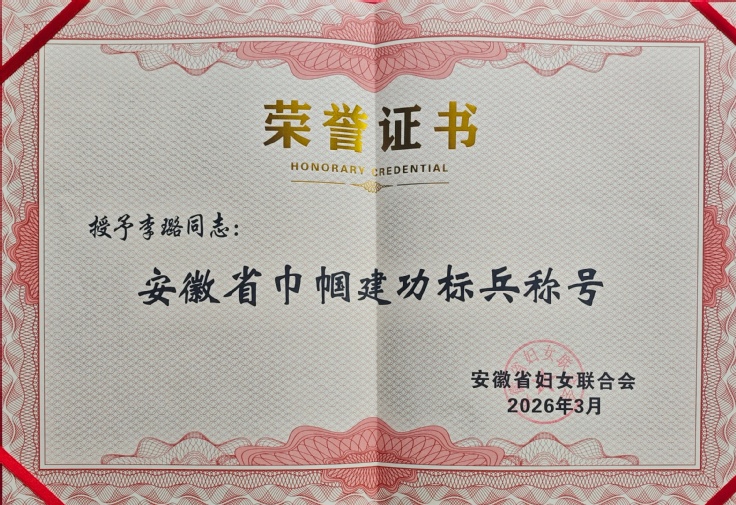 荣誉证书
HONORARY CREDENTIAL
授予李璐同志：
安徽省巾帼建功标兵称号
安徽省妇女联合会
2026年3月